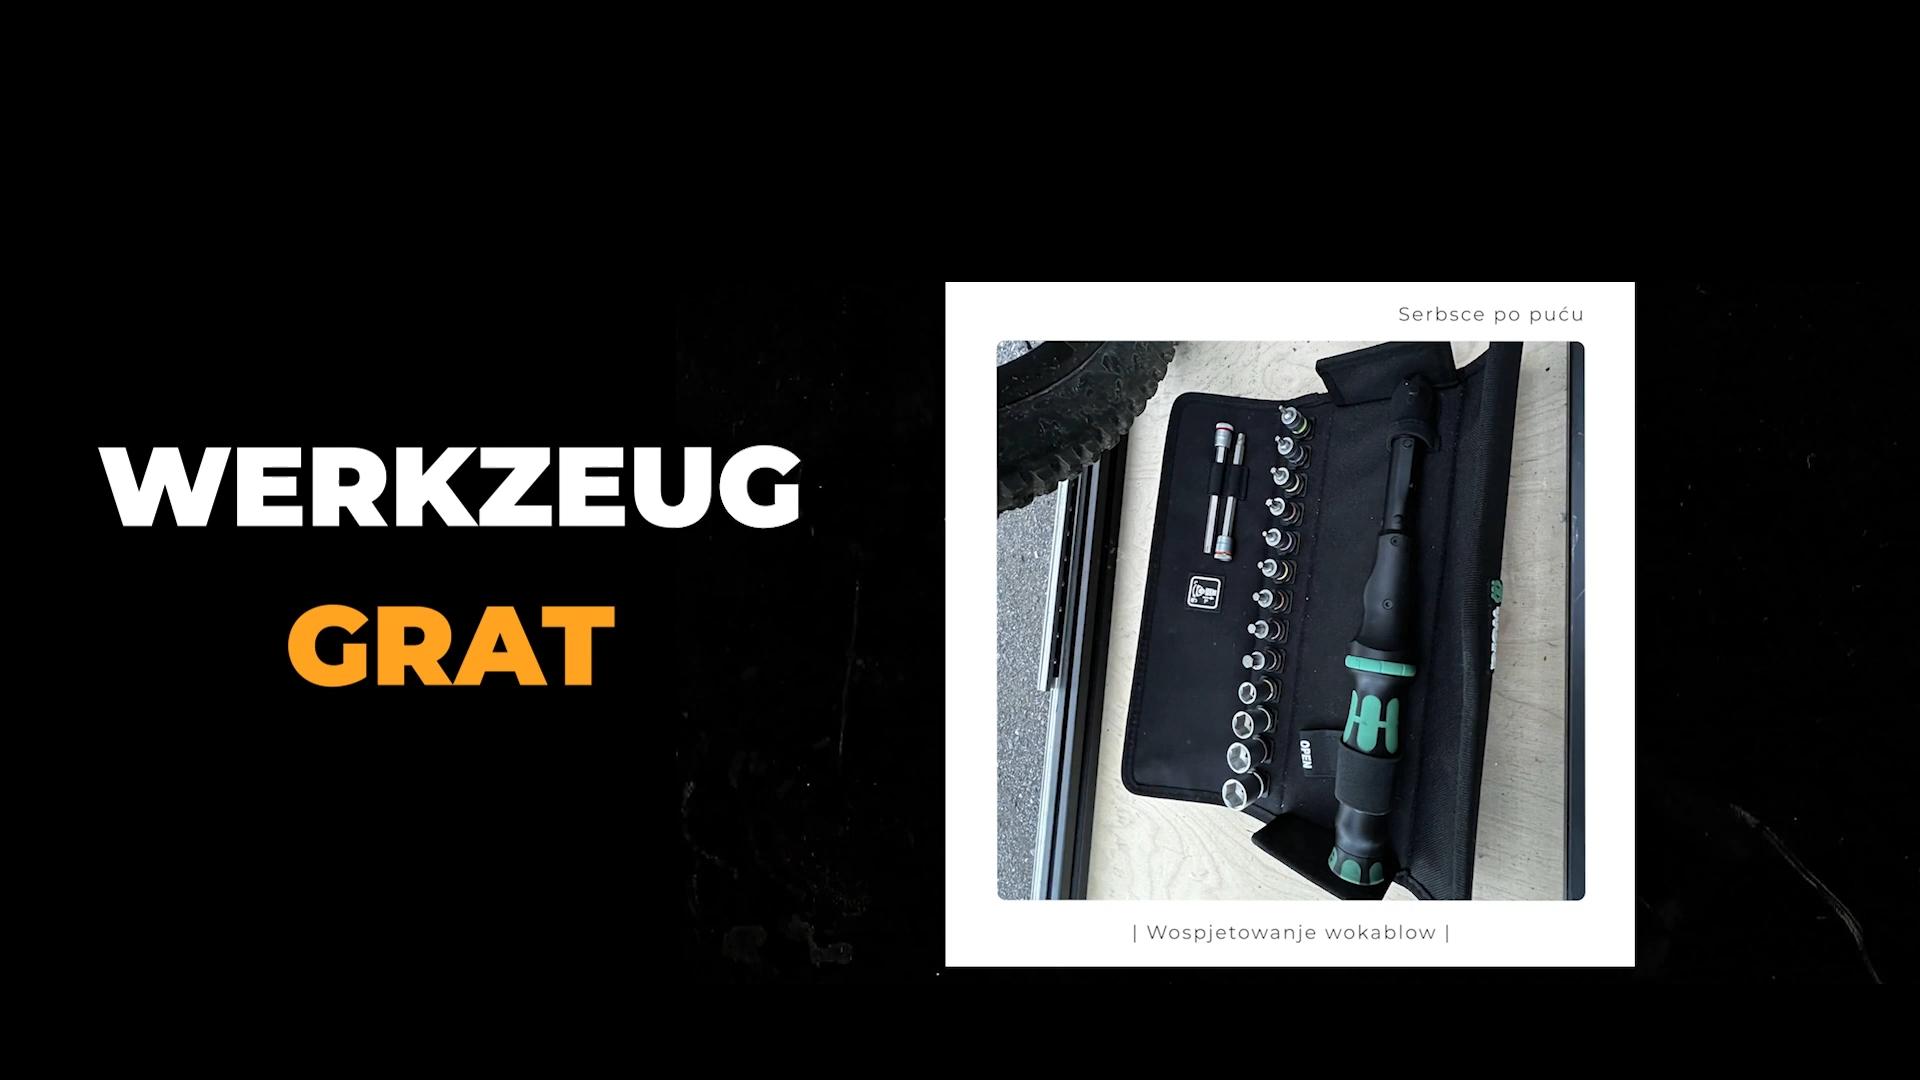 WERKZEUG
GRAT
Serbsce po puću
OPEN
| Wospjetowanje wokablow |